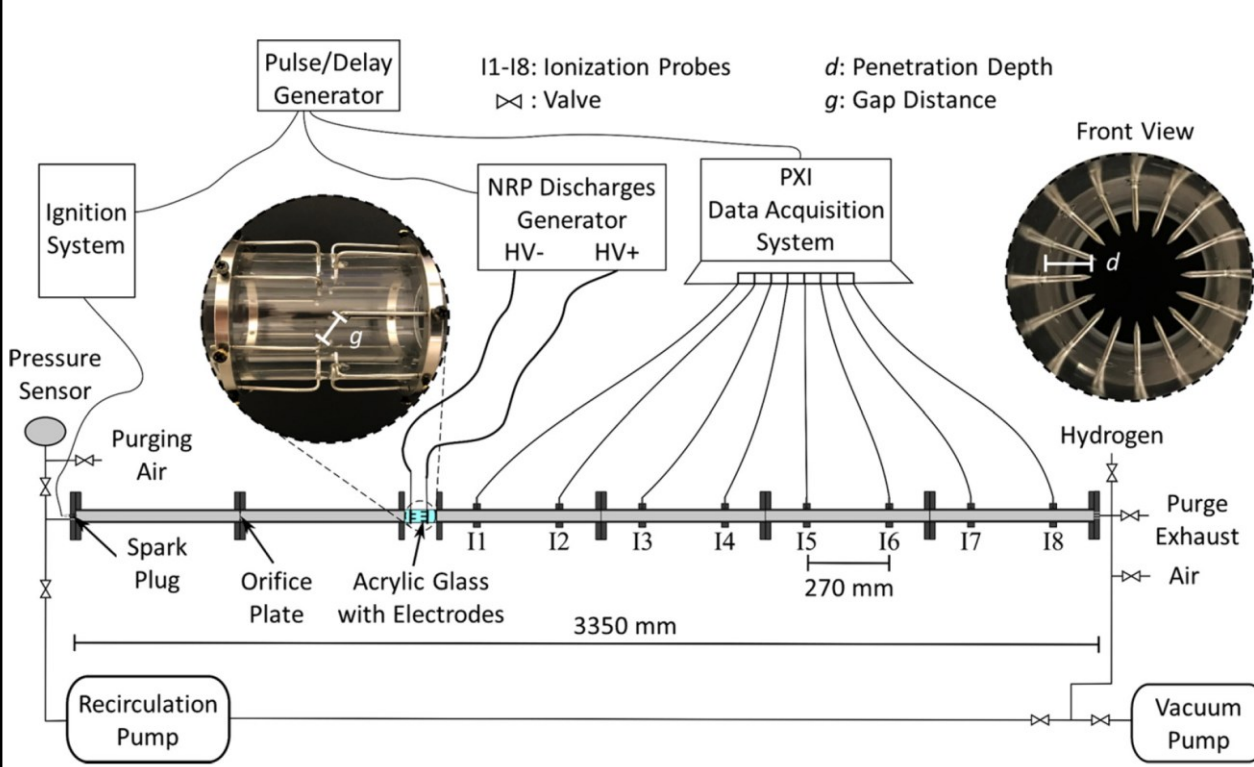 Pulse/Delay
Generator
I1-I8: Ionization Probes
: Valve
d: Penetration Depth
g: Gap Distance
Front View
Ignition
System
NRP Discharges
Generator
HV- HV+
PXI
Data Acquisition
System
d
g
Pressure
Sensor
Purging
Air
Hydrogen
Purge
Exhaust
Air
Spark
Plug
Orifice
Plate
Acrylic Glass
with Electrodes
I1 I2 I3 I4 I5 I6 I7 I8
270 mm
3350 mm
Recirculation
Pump
Vacuum
Pump